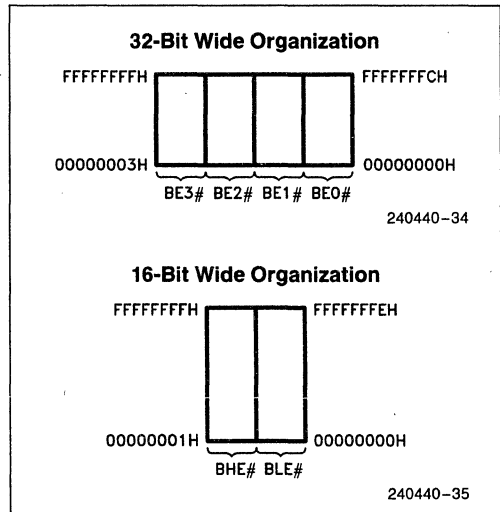 32-Bit Wide Organization
FFFFFFFFH FFFFFFFCH
00000003H 00000000H
BE3# BE2# BE1# BE0#
240440-34
16-Bit Wide Organization
FFFFFFFFH FFFFFFFEH
00000001H 00000000H
BHE# BLE#
240440-35